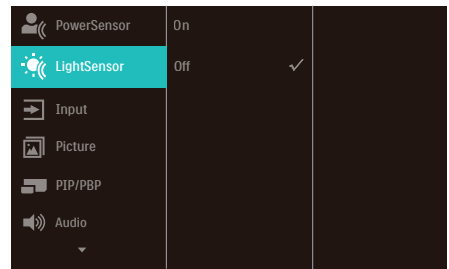 PowerSensor
On
LightSensor
Off
Input
Picture
PIP/PBP
Audio